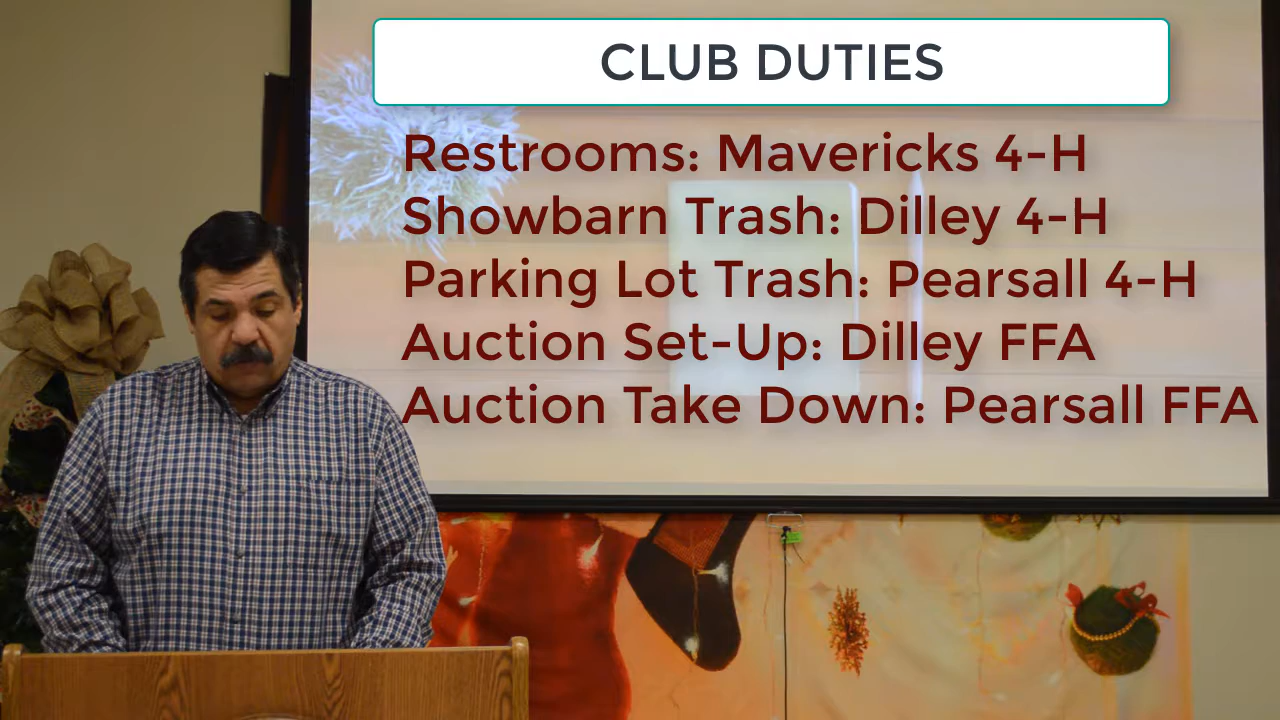 CLUB DUTIES
Restrooms: Mavericks 4-H
Showbarn Trash: Dilley 4-H
Parking Lot Trash: Pearsall 4-H
Auction Set-Up: Dilley FFA
Auction Take Down: Pearsall FFA